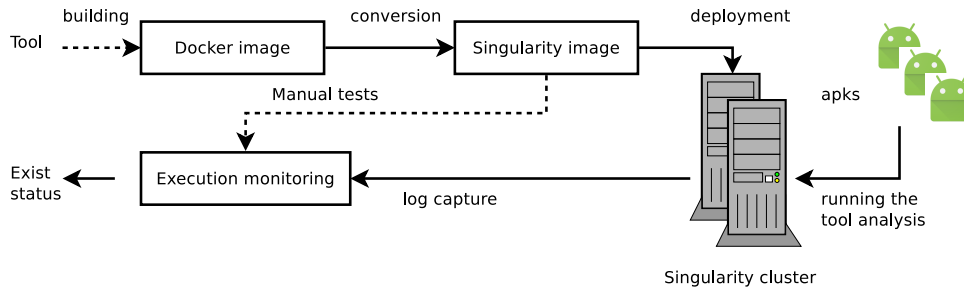 building
conversion
deployment
Tool
Docker image
Singularity image
Manual tests
apks
Exist
status
Execution monitoring
log capture
running the
tool analysis
Singularity cluster